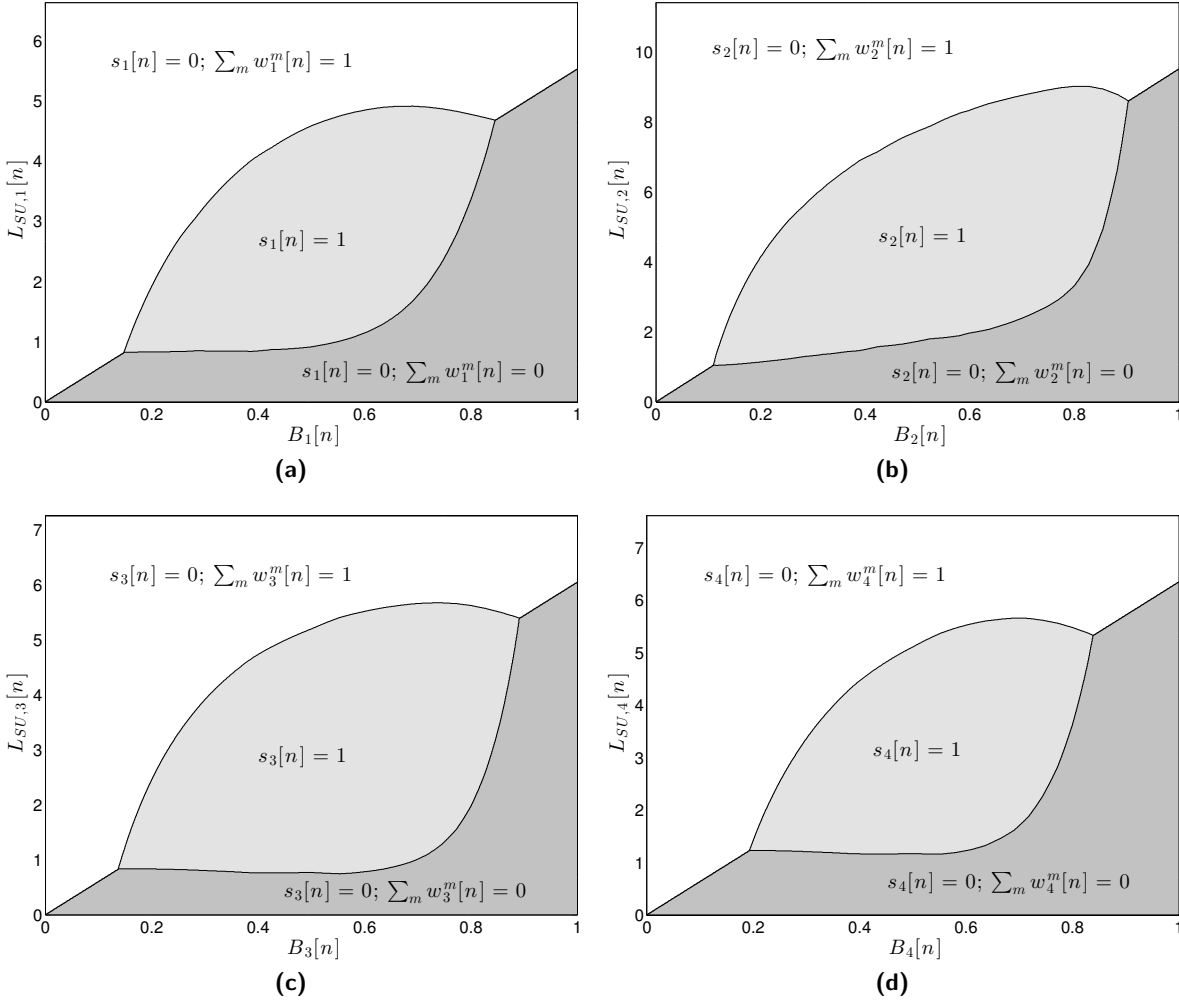 s_1[n] = 0; ∑_m w_1^m[n] = 1
s_1[n] = 1
s_1[n] = 0; ∑_m w_1^m[n] = 0
L_{SU,1}[n]
6
5
4
3
2
1
0
0 0.2 0.4 0.6 0.8 1
B_1[n]
(a)
s_2[n] = 0; ∑_m w_2^m[n] = 1
s_2[n] = 1
s_2[n] = 0; ∑_m w_2^m[n] = 0
L_{SU,2}[n]
10
8
6
4
2
0
0 0.2 0.4 0.6 0.8 1
B_2[n]
(b)
s_3[n] = 0; ∑_m w_3^m[n] = 1
s_3[n] = 1
s_3[n] = 0; ∑_m w_3^m[n] = 0
L_{SU,3}[n]
7
6
5
4
3
2
1
0
0 0.2 0.4 0.6 0.8 1
B_3[n]
(c)
s_4[n] = 0; ∑_m w_4^m[n] = 1
s_4[n] = 1
s_4[n] = 0; ∑_m w_4^m[n] = 0
L_{SU,4}[n]
7
6
5
4
3
2
1
0
0 0.2 0.4 0.6 0.8 1
B_4[n]
(d)